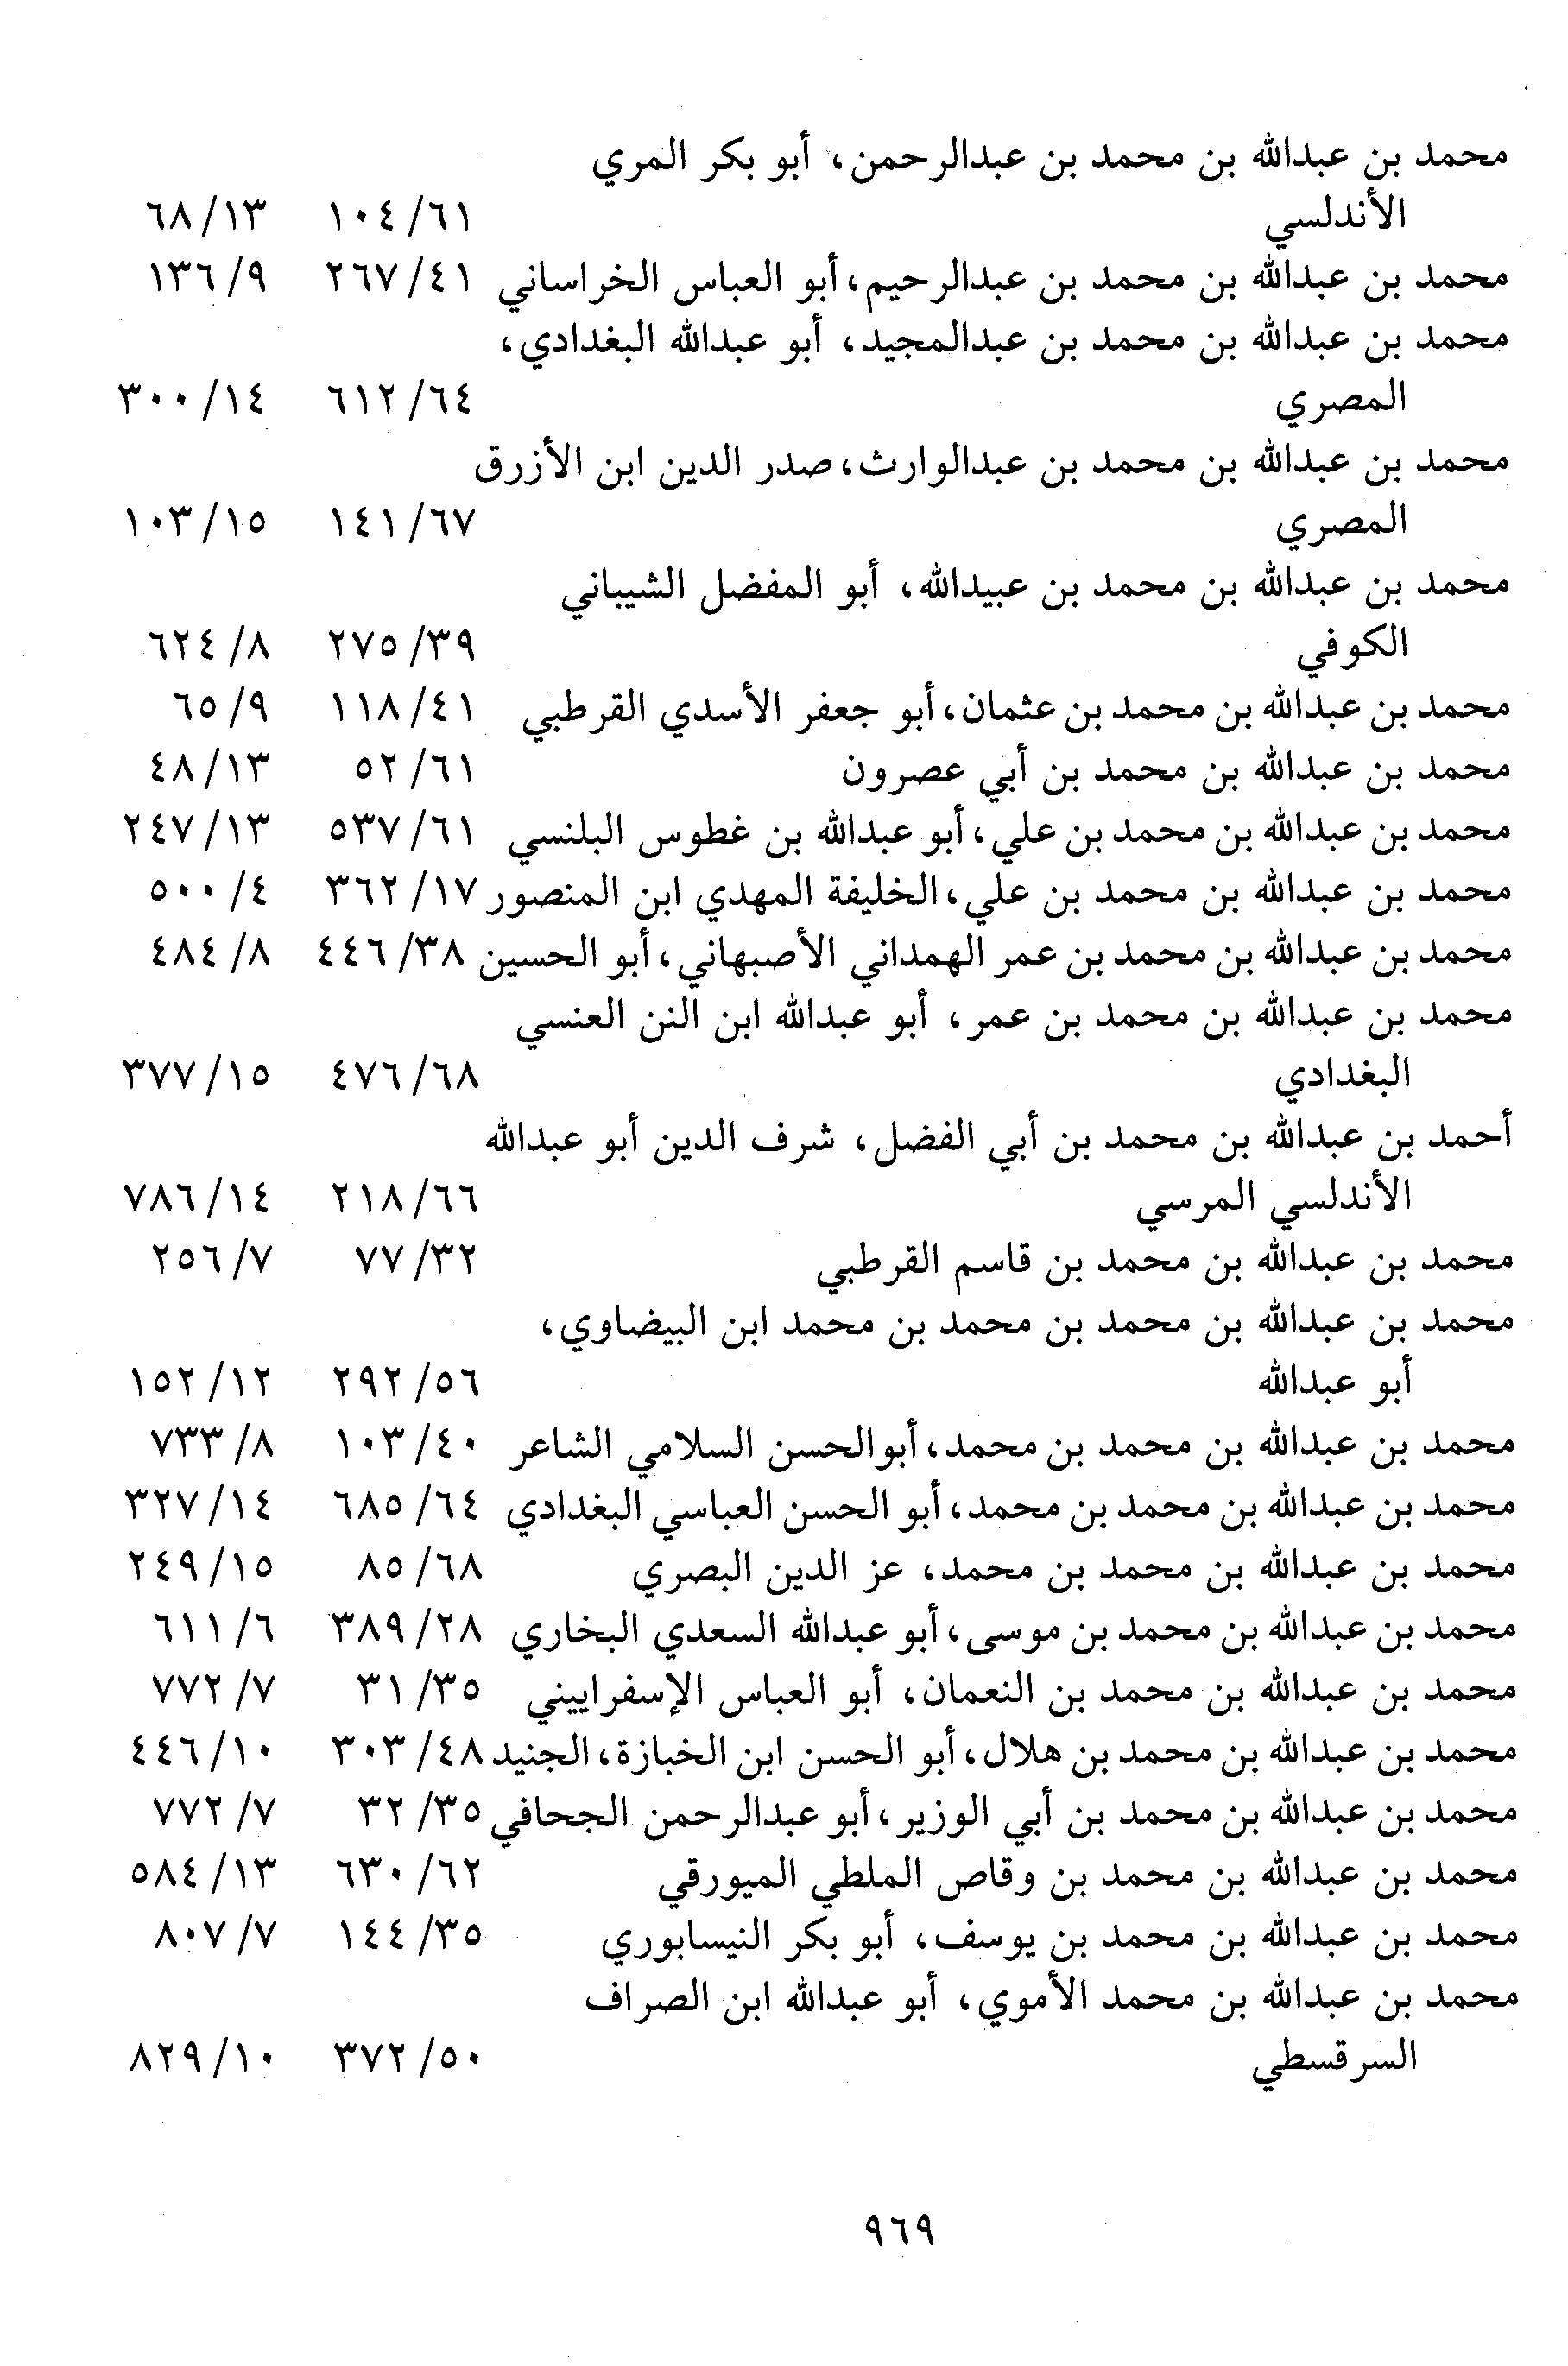 محمد بن عبدالله بن محمد بن عبدالرحمن، أبو بكر المري
الأندلسي ٦١/ ١٠٤ ١٣/ ٦٨
محمد بن عبدالله بن محمد بن عبدالرحيم، أبو العباس الخراساني ٤١/ ٢٦٧ ٩/ ١٣٦
محمد بن عبدالله بن محمد بن عبدالمجيد، أبو عبدالله البغدادي،
المصري ٦٤/ ٦١٢ ١٤/ ٣٠٠
محمد بن عبدالله بن محمد بن عبدالوارث، صدر الدين ابن الأزرق
المصري ٦٧/ ١٤١ ١٥/ ١٠٣
محمد بن عبدالله بن محمد بن عبيدالله، أبو المفضل الشيباني
الكوفي ٣٩/ ٢٧٥ ٨/ ٦٢٤
محمد بن عبدالله بن محمد بن عثمان، أبو جعفر الأسدي القرطبي ٤١/ ١١٨ ٩/ ٦٥
محمد بن عبدالله بن محمد بن أبي عصرون ٦١/ ٥٢ ١٣/ ٤٨
محمد بن عبدالله بن محمد بن علي، أبو عبدالله بن غطوس البلنسي ٦١/ ٥٣٧ ١٣/ ٢٤٧
محمد بن عبدالله بن محمد بن علي، الخليفة المهدي ابن المنصور ١٧/ ٣٦٢ ٤/ ٥٠٠
محمد بن عبدالله بن محمد بن عمر الهمداني الأصبهاني، أبو الحسين ٣٨/ ٤٤٦ ٨/ ٤٨٤
محمد بن عبدالله بن محمد بن عمر، أبو عبدالله ابن النن العنسي
البغدادي ٦٨/ ٤٧٦ ١٥/ ٣٧٧
أحمد بن عبدالله بن محمد بن أبي الفضل، شرف الدين أبو عبدالله
الأندلسي المرسي ٦٦/ ٢١٨ ١٤/ ٧٨٦
محمد بن عبدالله بن محمد بن قاسم القرطبي ٣٢/ ٧٧ ٧/ ٢٥٦
محمد بن عبدالله بن محمد بن محمد بن محمد ابن البيضاوي،
أبو عبدالله ٥٦/ ٢٩٢ ١٢/ ١٥٢
محمد بن عبدالله بن محمد بن محمد، أبوالحسن السلامي الشاعر ٤٠/ ١٠٣ ٨/ ٧٣٣
محمد بن عبدالله بن محمد بن محمد، أبو الحسن العباسي البغدادي ٦٤/ ٦٨٥ ١٤/ ٣٢٧
محمد بن عبدالله بن محمد بن محمد، عز الدين البصري ٦٨/ ٨٥ ١٥/ ٢٤٩
محمد بن عبدالله بن محمد بن موسى، أبو عبدالله السعدي البخاري ٢٨/ ٣٨٩ ٦/ ٦١١
محمد بن عبدالله بن محمد بن النعمان، أبو العباس الإسفراييني ٣٥/ ٣١ ٧/ ٧٧٢
محمد بن عبدالله بن محمد بن هلال، أبو الحسن ابن الخبازة، الجنيد ٤٨/ ٣٠٣ ١٠/ ٤٤٦
محمد بن عبدالله بن محمد بن أبي الوزير، أبو عبدالرحمن الجحافي ٣٥/ ٣٢ ٧/ ٧٧٢
محمد بن عبدالله بن محمد بن وقاص الملطي الميورقي ٦٢/ ٦٣٠ ١٣/ ٥٨٤
محمد بن عبدالله بن محمد بن يوسف، أبو بكر النيسابوري ٣٥/ ١٤٤ ٧/ ٨٠٧
محمد بن عبدالله بن محمد الأموي، أبو عبدالله ابن الصراف
السرقسطي ٥٠/ ٣٧٢ ١٠/ ٨٢٩
٩٦٩